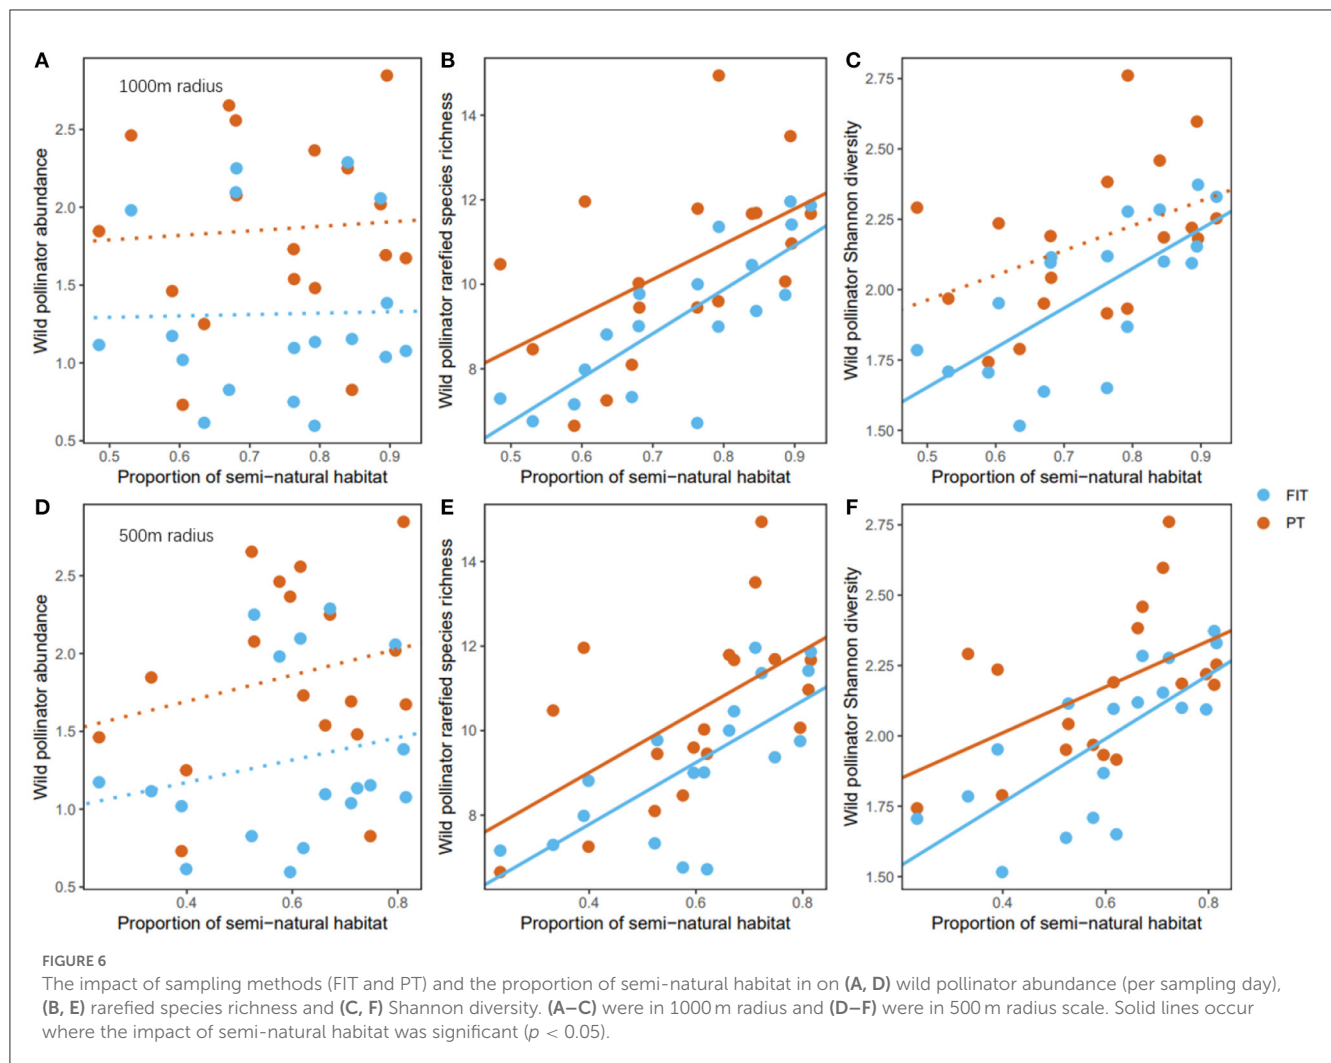 A
1000m radius
Wild pollinator abundance
2.5
2.0
1.5
1.0
0.5
0.5 0.6 0.7 0.8 0.9
Proportion of semi−natural habitat
B
Wild pollinator rarefied species richness
14
12
10
8
0.5 0.6 0.7 0.8 0.9
Proportion of semi−natural habitat
C
Wild pollinator Shannon diversity
2.75
2.50
2.25
2.00
1.75
1.50
0.5 0.6 0.7 0.8 0.9
Proportion of semi−natural habitat
D
500m radius
Wild pollinator abundance
2.5
2.0
1.5
1.0
0.5
0.4 0.6 0.8
Proportion of semi−natural habitat
E
Wild pollinator rarefied species richness
14
12
10
8
0.4 0.6 0.8
Proportion of semi−natural habitat
F
Wild pollinator Shannon diversity
2.75
2.50
2.25
2.00
1.75
1.50
0.4 0.6 0.8
Proportion of semi−natural habitat
FIT
PT
FIGURE 6
The impact of sampling methods (FIT and PT) and the proportion of semi-natural habitat in on (A, D) wild pollinator abundance (per sampling day),
(B, E) rarefied species richness and (C, F) Shannon diversity. (A–C) were in 1000 m radius and (D–F) were in 500 m radius scale. Solid lines occur
where the impact of semi-natural habitat was significant (p < 0.05).